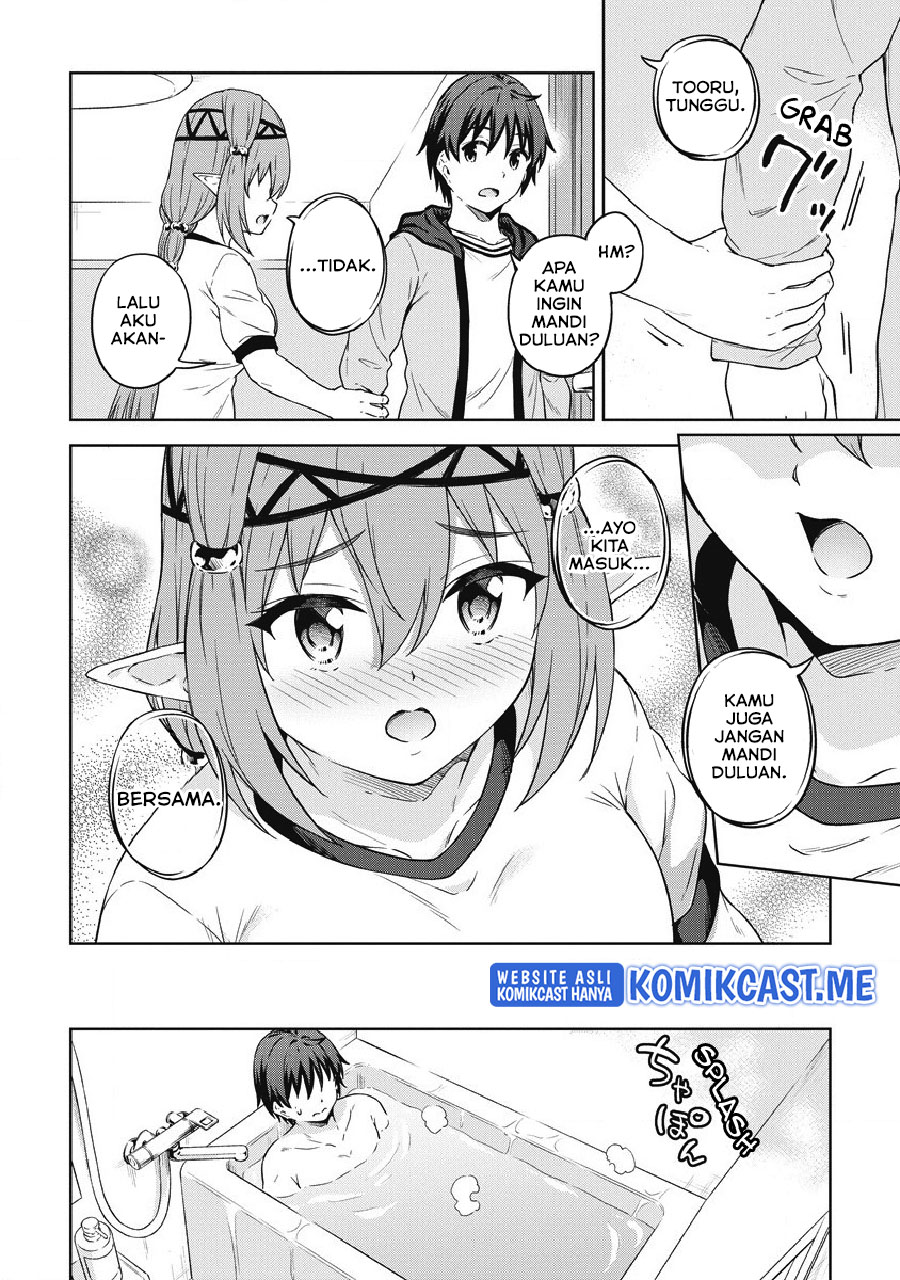 TOORU,
TUNGGU.
GRAB
グッ
HM?
APA
KAMU
INGIN
MANDI
DULUAN?
...TIDAK.
LALU
AKU
AKAN-
KAMU
JUGA
JANGAN
MANDI
DULUAN.
...AYO
KITA
MASUK...
BERSAMA.
WEBSITE ASLI
KOMIKCAST HANYA
KOMIKCAST.ME
SPLASH
ちゃぽん